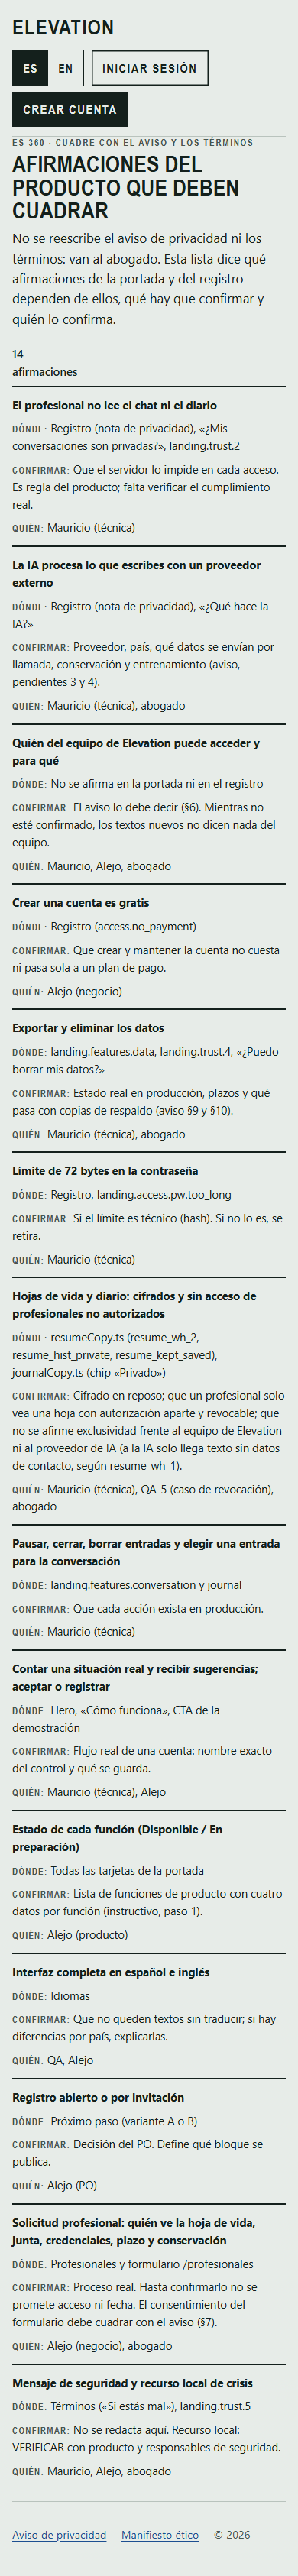 ELEVATION
ES EN INICIAR SESIÓN
CREAR CUENTA
ES-360 · CUADRE CON EL AVISO Y LOS TÉRMINOS
AFIRMACIONES DEL
PRODUCTO QUE DEBEN
CUADRAR
No se reescribe el aviso de privacidad ni los
términos: van al abogado. Esta lista dice qué
afirmaciones de la portada y del registro
dependen de ellos, qué hay que confirmar y
quién lo confirma.
14
afirmaciones
El profesional no lee el chat ni el diario
DÓNDE: Registro (nota de privacidad), «¿Mis
conversaciones son privadas?», landing.trust.2
CONFIRMAR: Que el servidor lo impide en cada acceso.
Es regla del producto; falta verificar el cumplimiento
real.
QUIÉN: Mauricio (técnica)
La IA procesa lo que escribes con un proveedor
externo
DÓNDE: Registro (nota de privacidad), «¿Qué hace la
IA?»
CONFIRMAR: Proveedor, país, qué datos se envían por
llamada, conservación y entrenamiento (aviso,
pendientes 3 y 4).
QUIÉN: Mauricio (técnica), abogado
Quién del equipo de Elevation puede acceder y
para qué
DÓNDE: No se afirma en la portada ni en el registro
CONFIRMAR: El aviso lo debe decir (§6). Mientras no
esté confirmado, los textos nuevos no dicen nada del
equipo.
QUIÉN: Mauricio, Alejo, abogado
Crear una cuenta es gratis
DÓNDE: Registro (access.no_payment)
CONFIRMAR: Que crear y mantener la cuenta no cuesta
ni pasa sola a un plan de pago.
QUIÉN: Alejo (negocio)
Exportar y eliminar los datos
DÓNDE: landing.features.data, landing.trust.4, «¿Puedo
borrar mis datos?»
CONFIRMAR: Estado real en producción, plazos y qué
pasa con copias de respaldo (aviso §9 y §10).
QUIÉN: Mauricio (técnica), abogado
Límite de 72 bytes en la contraseña
DÓNDE: Registro, landing.access.pw.too_long
CONFIRMAR: Si el límite es técnico (hash). Si no lo es, se
retira.
QUIÉN: Mauricio (técnica)
Hojas de vida y diario: cifrados y sin acceso de
profesionales no autorizados
DÓNDE: resumeCopy.ts (resume_wh_2,
resume_hist_private, resume_kept_saved),
journalCopy.ts (chip «Privado»)
CONFIRMAR: Cifrado en reposo; que un profesional solo
vea una hoja con autorización aparte y revocable; que
no se afirme exclusividad frente al equipo de Elevation
ni al proveedor de IA (a la IA solo llega texto sin datos
de contacto, según resume_wh_1).
QUIÉN: Mauricio (técnica), QA-5 (caso de revocación),
abogado
Pausar, cerrar, borrar entradas y elegir una entrada
para la conversación
DÓNDE: landing.features.conversation y journal
CONFIRMAR: Que cada acción exista en producción.
QUIÉN: Mauricio (técnica)
Contar una situación real y recibir sugerencias;
aceptar o registrar
DÓNDE: Hero, «Cómo funciona», CTA de la
demostración
CONFIRMAR: Flujo real de una cuenta: nombre exacto
del control y qué se guarda.
QUIÉN: Mauricio (técnica), Alejo
Estado de cada función (Disponible / En
preparación)
DÓNDE: Todas las tarjetas de la portada
CONFIRMAR: Lista de funciones de producto con cuatro
datos por función (instructivo, paso 1).
QUIÉN: Alejo (producto)
Interfaz completa en español e inglés
DÓNDE: Idiomas
CONFIRMAR: Que no queden textos sin traducir; si hay
diferencias por país, explicarlas.
QUIÉN: QA, Alejo
Registro abierto o por invitación
DÓNDE: Próximo paso (variante A o B)
CONFIRMAR: Decisión del PO. Define qué bloque se
publica.
QUIÉN: Alejo (PO)
Solicitud profesional: quién ve la hoja de vida,
junta, credenciales, plazo y conservación
DÓNDE: Profesionales y formulario /profesionales
CONFIRMAR: Proceso real. Hasta confirmarlo no se
promete acceso ni fecha. El consentimiento del
formulario debe cuadrar con el aviso (§7).
QUIÉN: Alejo (negocio), abogado
Mensaje de seguridad y recurso local de crisis
DÓNDE: Términos («Si estás mal»), landing.trust.5
CONFIRMAR: No se redacta aquí. Recurso local:
VERIFICAR con producto y responsables de seguridad.
QUIÉN: Mauricio, Alejo, abogado
Aviso de privacidad Manifiesto ético © 2026